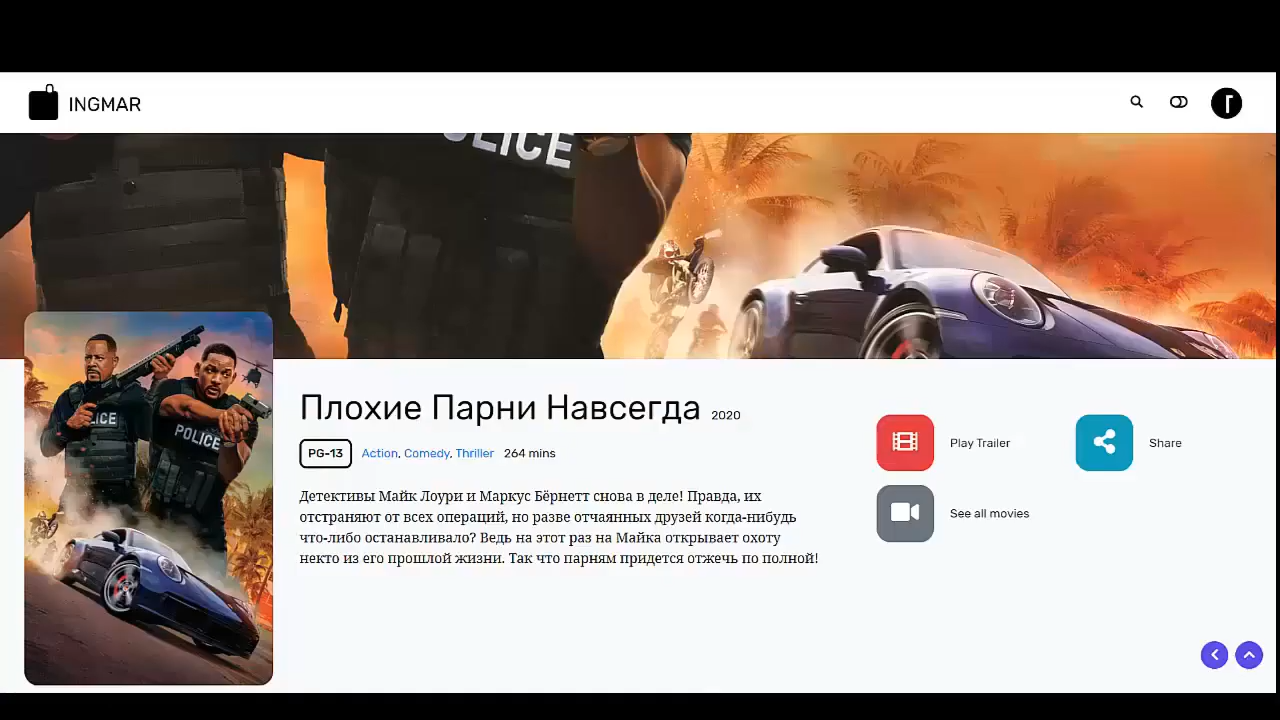 INGMAR
POLICE
POLICE
Плохие Парни Навсегда 2020
PG-13 Action, Comedy, Thriller 264 mins
Детективы Майк Лоури и Маркус Бёрнетт снова в деле! Правда, их
отстраняют от всех операций, но разве отчаянных друзей когда-нибудь
что-либо останавливало? Ведь на этот раз на Майка открывает охоту
некто из его прошлой жизни. Так что парням придется отжечь по полной!
Play Trailer
Share
See all movies